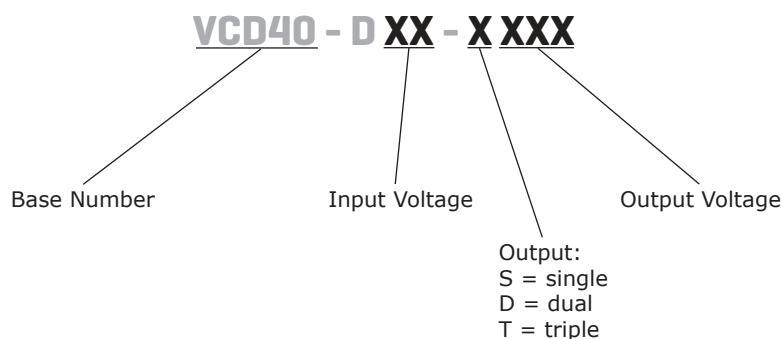 VCD40 - D XX - X XXX
Base Number
Input Voltage
Output Voltage
Output:
S = single
D = dual
T = triple